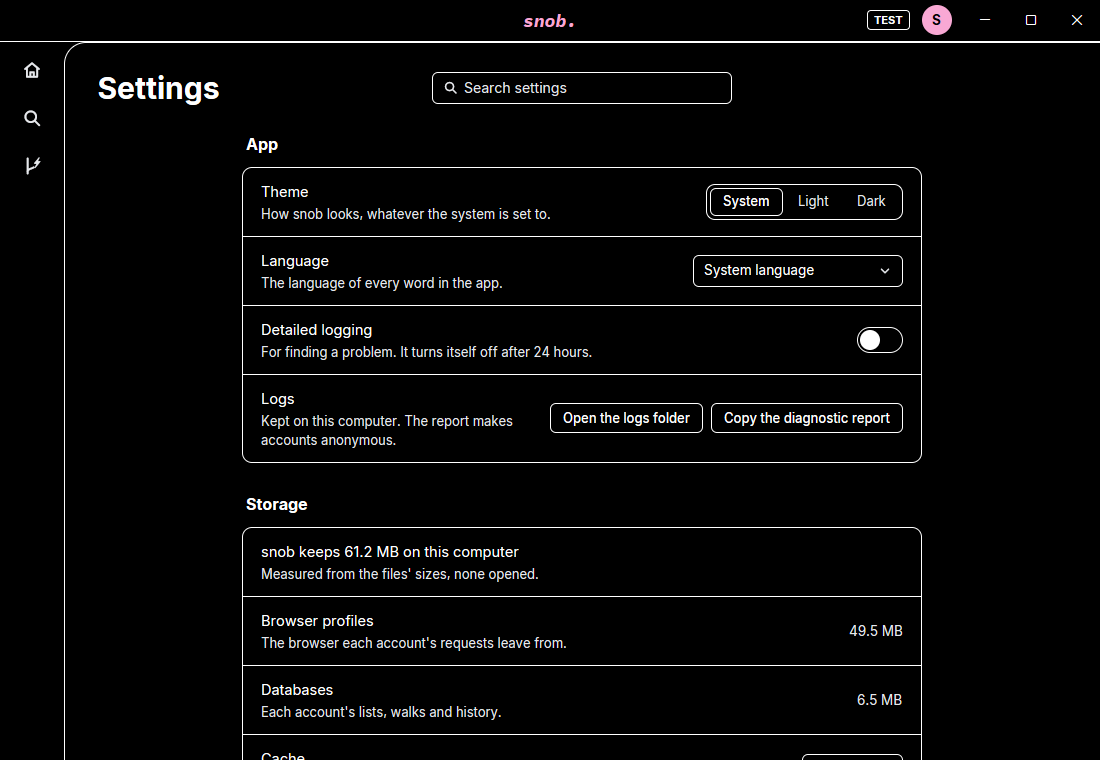 snob.
TEST
S
Settings
Search settings
App
Theme
How snob looks, whatever the system is set to.
System
Light
Dark
Language
The language of every word in the app.
System language
Detailed logging
For finding a problem. It turns itself off after 24 hours.
Logs
Kept on this computer. The report makes
accounts anonymous.
Open the logs folder
Copy the diagnostic report
Storage
snob keeps 61.2 MB on this computer
Measured from the files' sizes, none opened.
Browser profiles
The browser each account's requests leave from.
49.5 MB
Databases
Each account's lists, walks and history.
6.5 MB
Cache